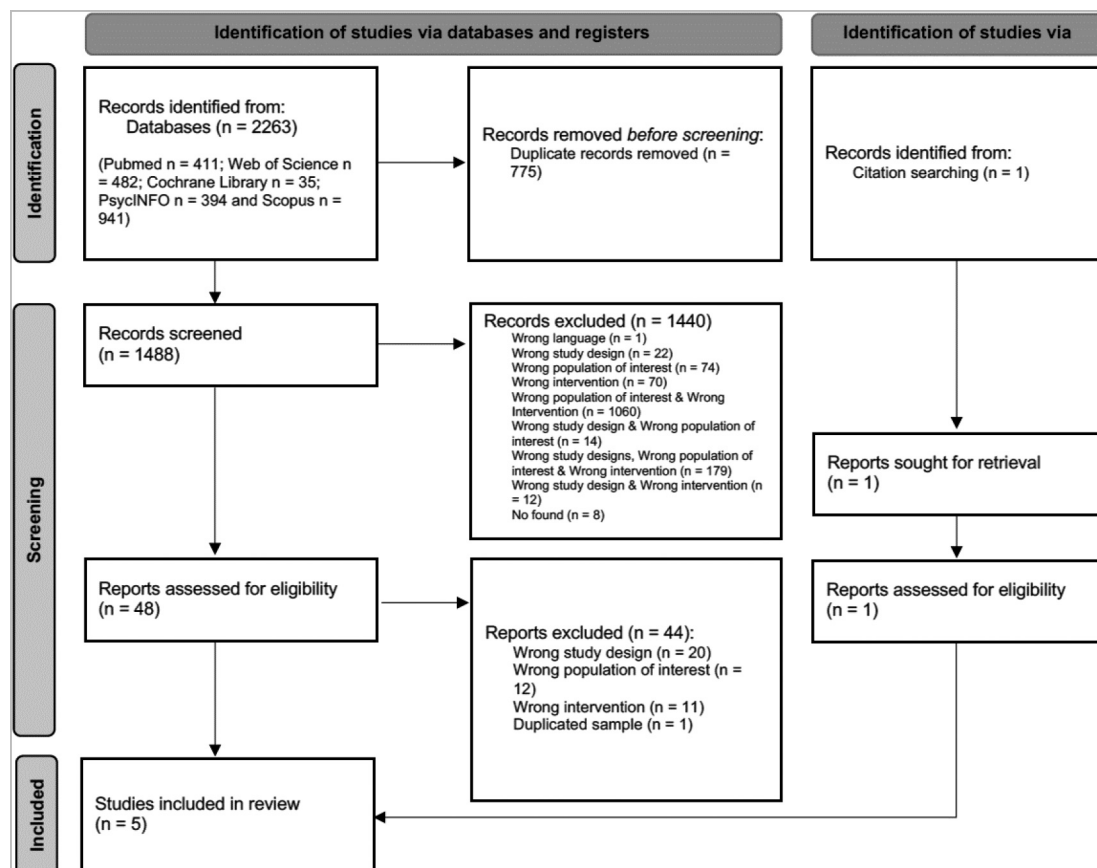 Identification of studies via databases and registers
Identification of studies via
Identification
Records identified from:
Databases (n = 2263)
(Pubmed n = 411; Web of Science n
= 482; Cochrane Library n = 35;
PsycINFO n = 394 and Scopus n =
941)
Records removed before screening:
Duplicate records removed (n =
775)
Records identified from:
Citation searching (n = 1)
Screening
Records screened
(n = 1488)
Records excluded (n = 1440)
Wrong language (n = 1)
Wrong study design (n = 22)
Wrong population of interest (n = 74)
Wrong intervention (n = 70)
Wrong population of interest & Wrong
Intervention (n = 1060)
Wrong study design & Wrong population of
interest (n = 14)
Wrong study designs, Wrong population of
interest & Wrong intervention (n = 179)
Wrong study design & Wrong intervention (n
= 12)
No found (n = 8)
Reports sought for retrieval
(n = 1)
Reports assessed for eligibility
(n = 48)
Reports excluded (n = 44):
Wrong study design (n = 20)
Wrong population of interest (n =
12)
Wrong intervention (n = 11)
Duplicated sample (n = 1)
Reports assessed for eligibility
(n = 1)
Included
Studies included in review
(n = 5)